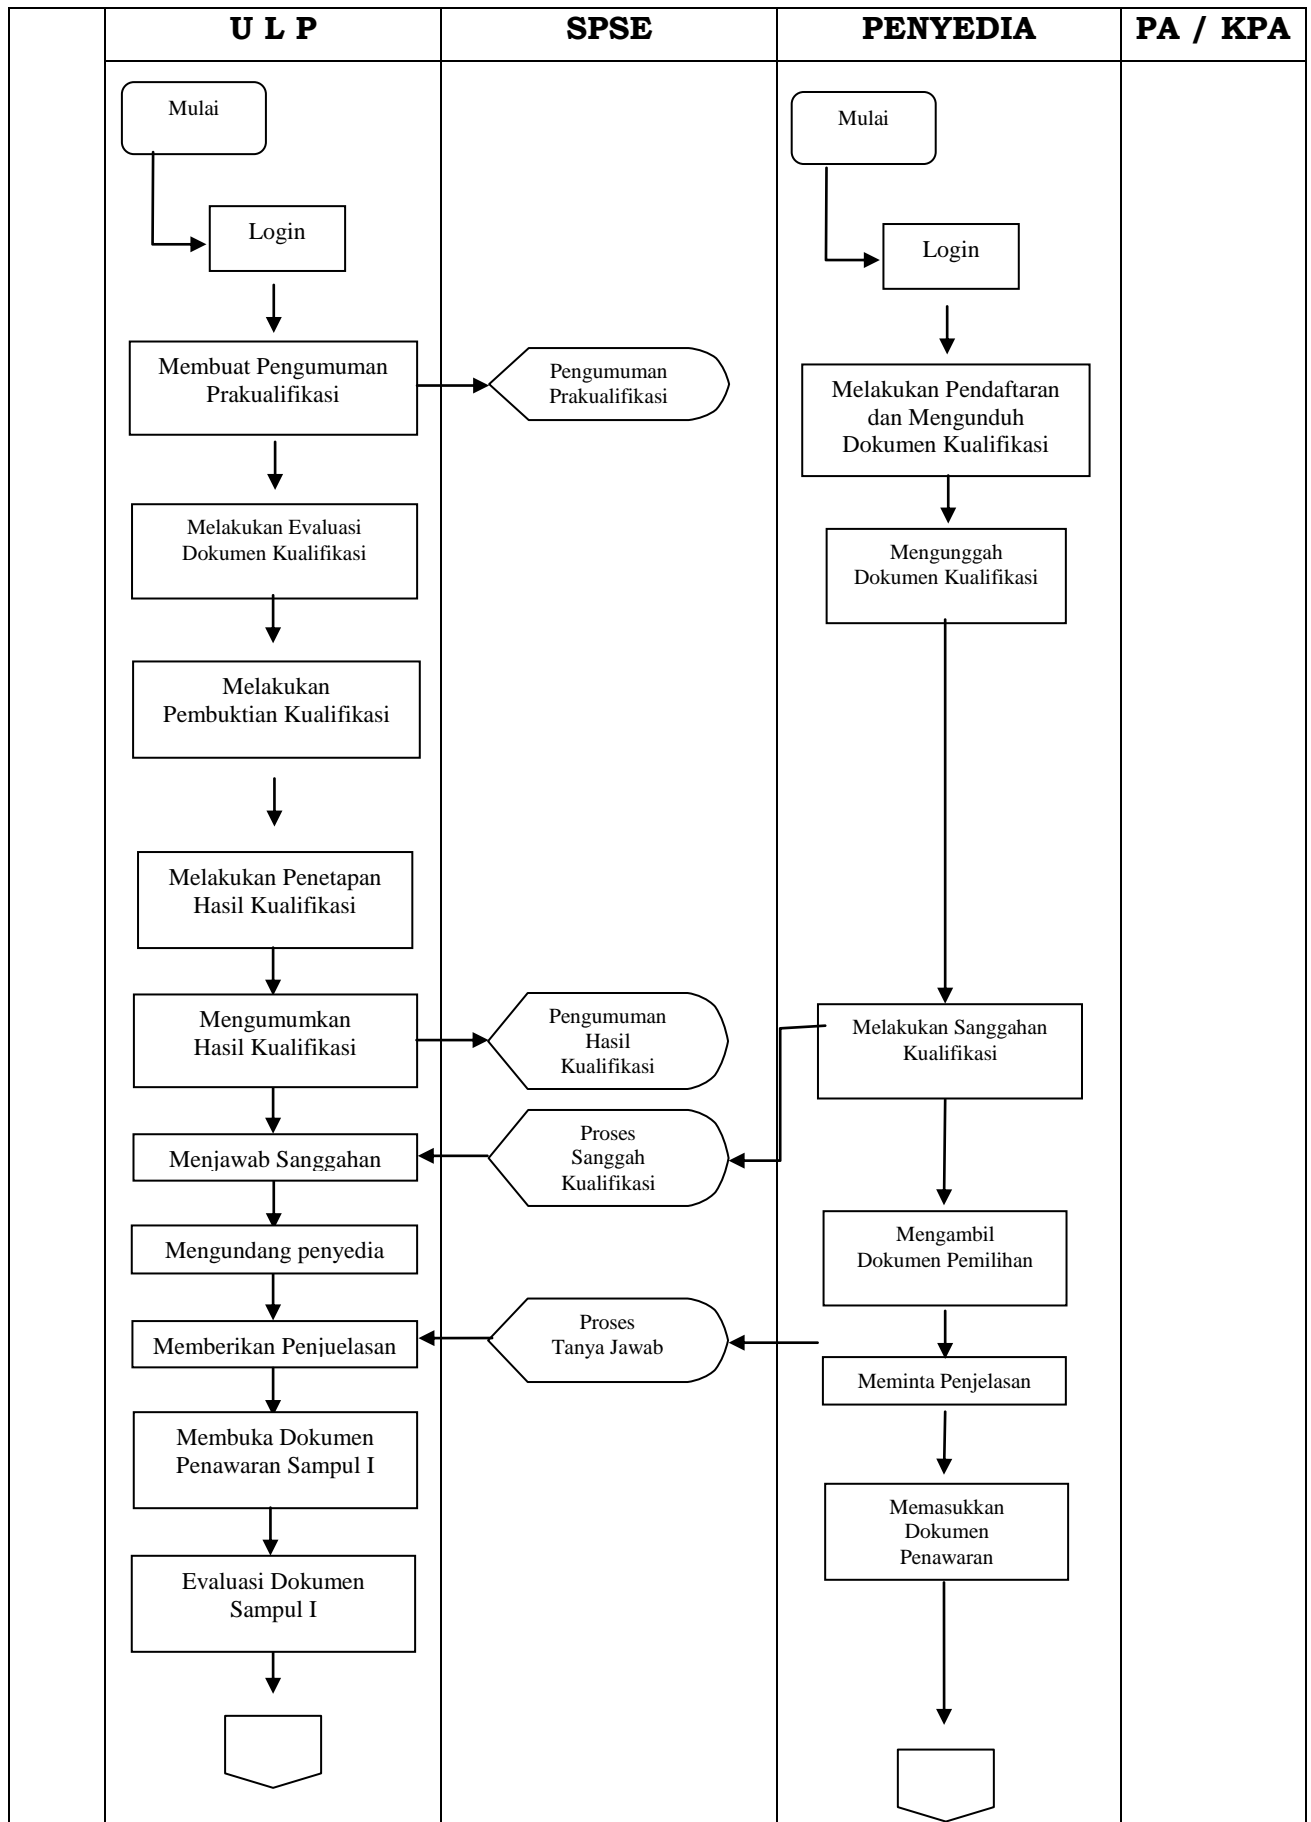 U L P
SPSE
PENYEDIA
PA / KPA
Mulai
Login
Membuat Pengumuman
Prakualifikasi
Melakukan Evaluasi
Dokumen Kualifikasi
Melakukan
Pembuktian Kualifikasi
Melakukan Penetapan
Hasil Kualifikasi
Mengumumkan
Hasil Kualifikasi
Menjawab Sanggahan
Mengundang penyedia
Memberikan Penjuelasan
Membuka Dokumen
Penawaran Sampul I
Evaluasi Dokumen
Sampul I
Pengumuman
Prakualifikasi
Pengumuman
Hasil
Kualifikasi
Proses
Sanggah
Kualifikasi
Proses
Tanya Jawab
Mulai
Login
Melakukan Pendaftaran
dan Mengunduh
Dokumen Kualifikasi
Mengunggah
Dokumen Kualifikasi
Melakukan Sanggahan
Kualifikasi
Mengambil
Dokumen Pemilihan
Meminta Penjelasan
Memasukkan
Dokumen
Penawaran